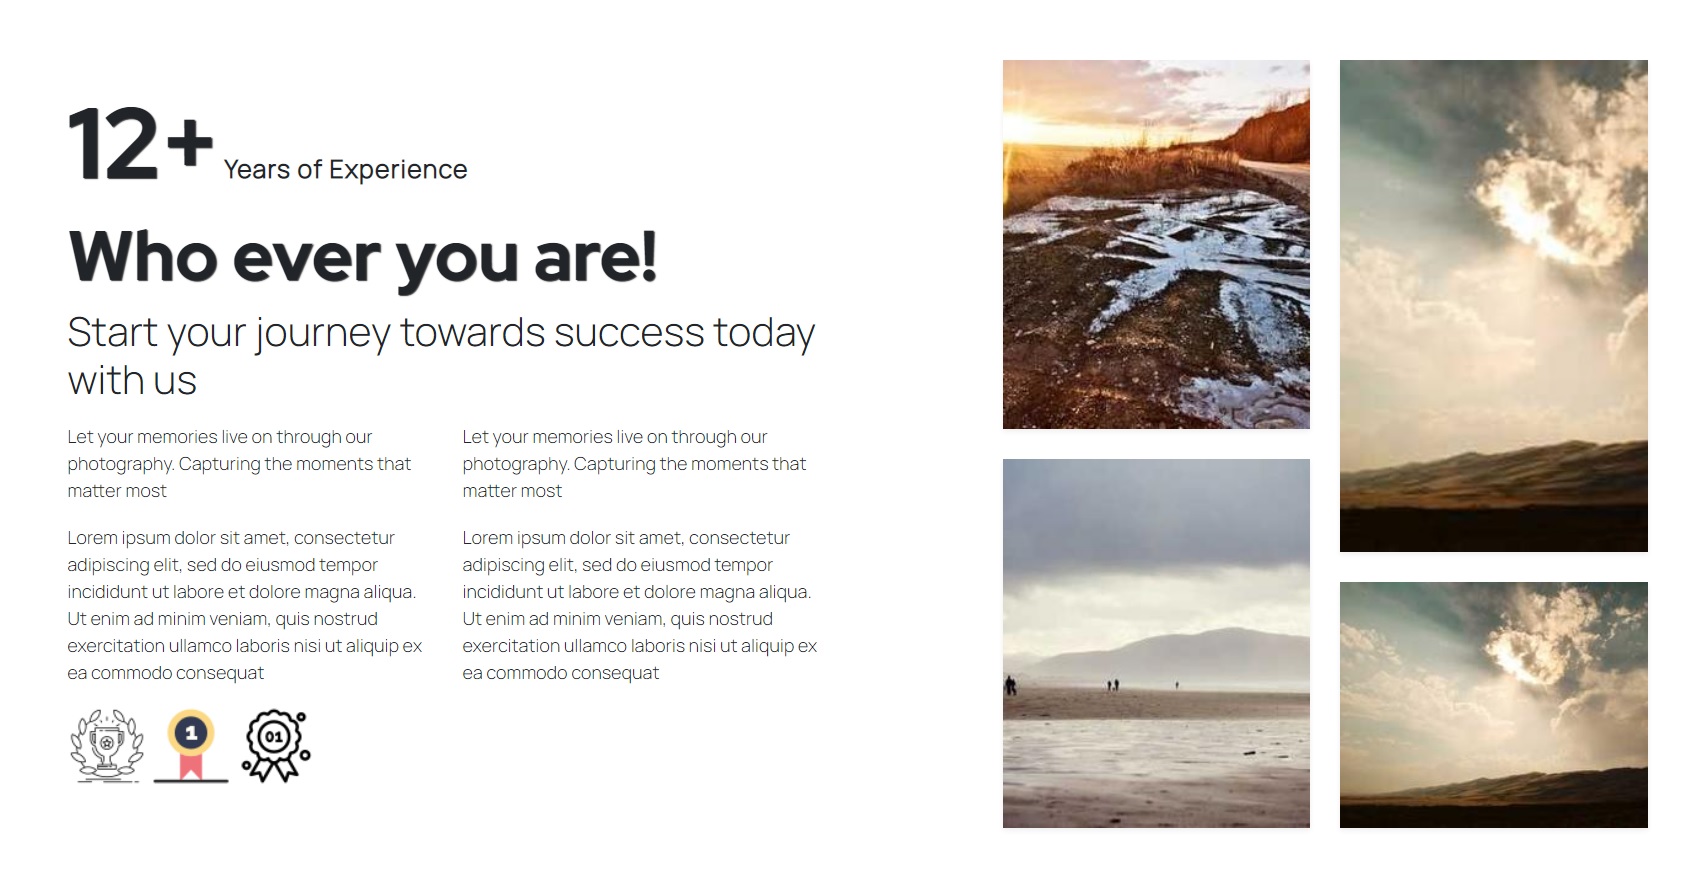 12+ Years of Experience
Who ever you are!
Start your journey towards success today
with us
Let your memories live on through our
photography. Capturing the moments that
matter most
Lorem ipsum dolor sit amet, consectetur
adipiscing elit, sed do eiusmod tempor
incididunt ut labore et dolore magna aliqua.
Ut enim ad minim veniam, quis nostrud
exercitation ullamco laboris nisi ut aliquip ex
ea commodo consequat
Let your memories live on through our
photography. Capturing the moments that
matter most
Lorem ipsum dolor sit amet, consectetur
adipiscing elit, sed do eiusmod tempor
incididunt ut labore et dolore magna aliqua.
Ut enim ad minim veniam, quis nostrud
exercitation ullamco laboris nisi ut aliquip ex
ea commodo consequat
1
01